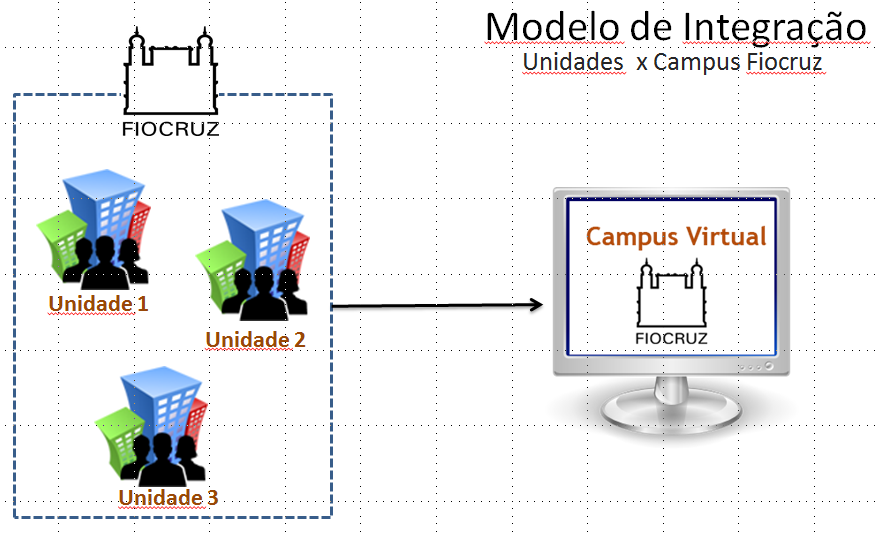 Modelo de Integração
Unidades x Campus Fiocruz
FIOCRUZ
Unidade 1
Unidade 2
Unidade 3
Campus Virtual
FIOCRUZ